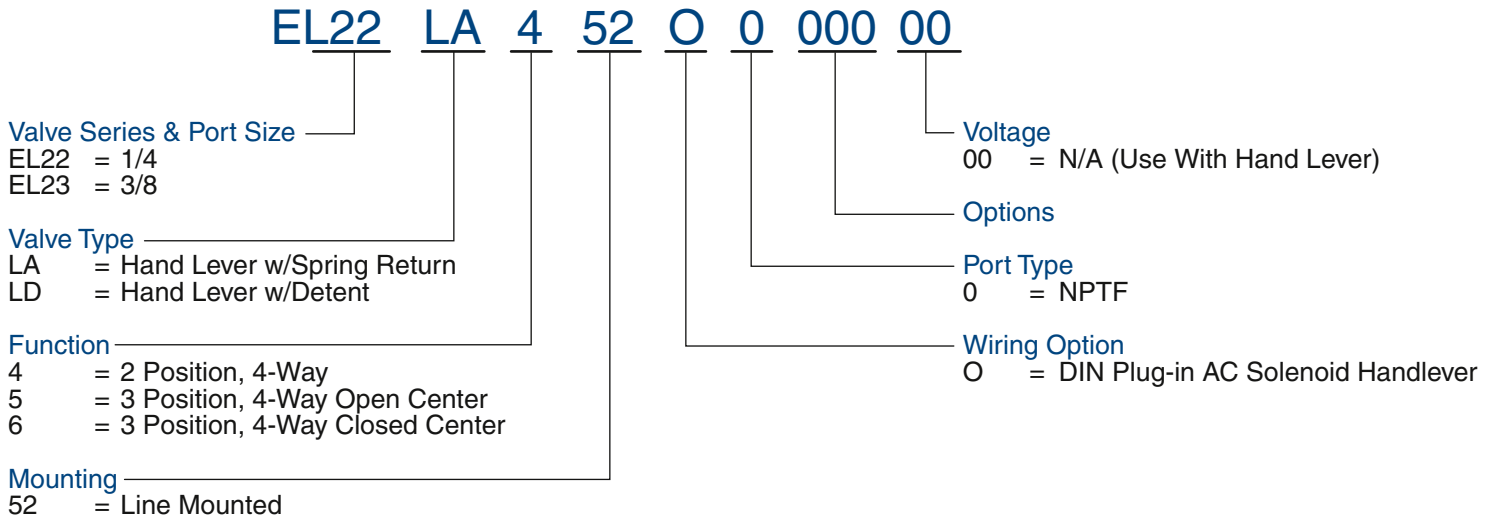 EL22 LA 4 52 O 0 000 00
Valve Series & Port Size
EL22 = 1/4
EL23 = 3/8
Valve Type
LA = Hand Lever w/Spring Return
LD = Hand Lever w/Detent
Function
4 = 2 Position, 4-Way
5 = 3 Position, 4-Way Open Center
6 = 3 Position, 4-Way Closed Center
Mounting
52 = Line Mounted
Voltage
00 = N/A (Use With Hand Lever)
Options
Port Type
0 = NPTF
Wiring Option
O = DIN Plug-in AC Solenoid Handlever